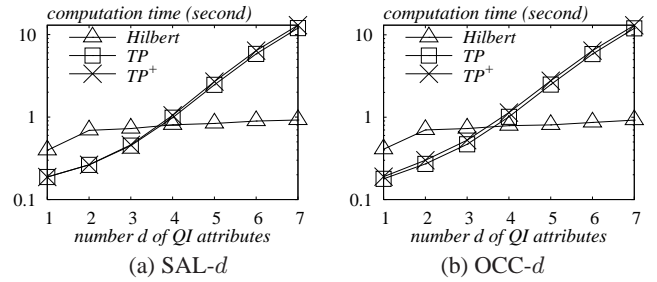 computation time (second)
10
1
0.1
Hilbert
TP
TP+
1 2 3 4 5 6 7
number d of QI attributes
(a) SAL-d
computation time (second)
10
1
0.1
Hilbert
TP
TP+
1 2 3 4 5 6 7
number d of QI attributes
(b) OCC-d